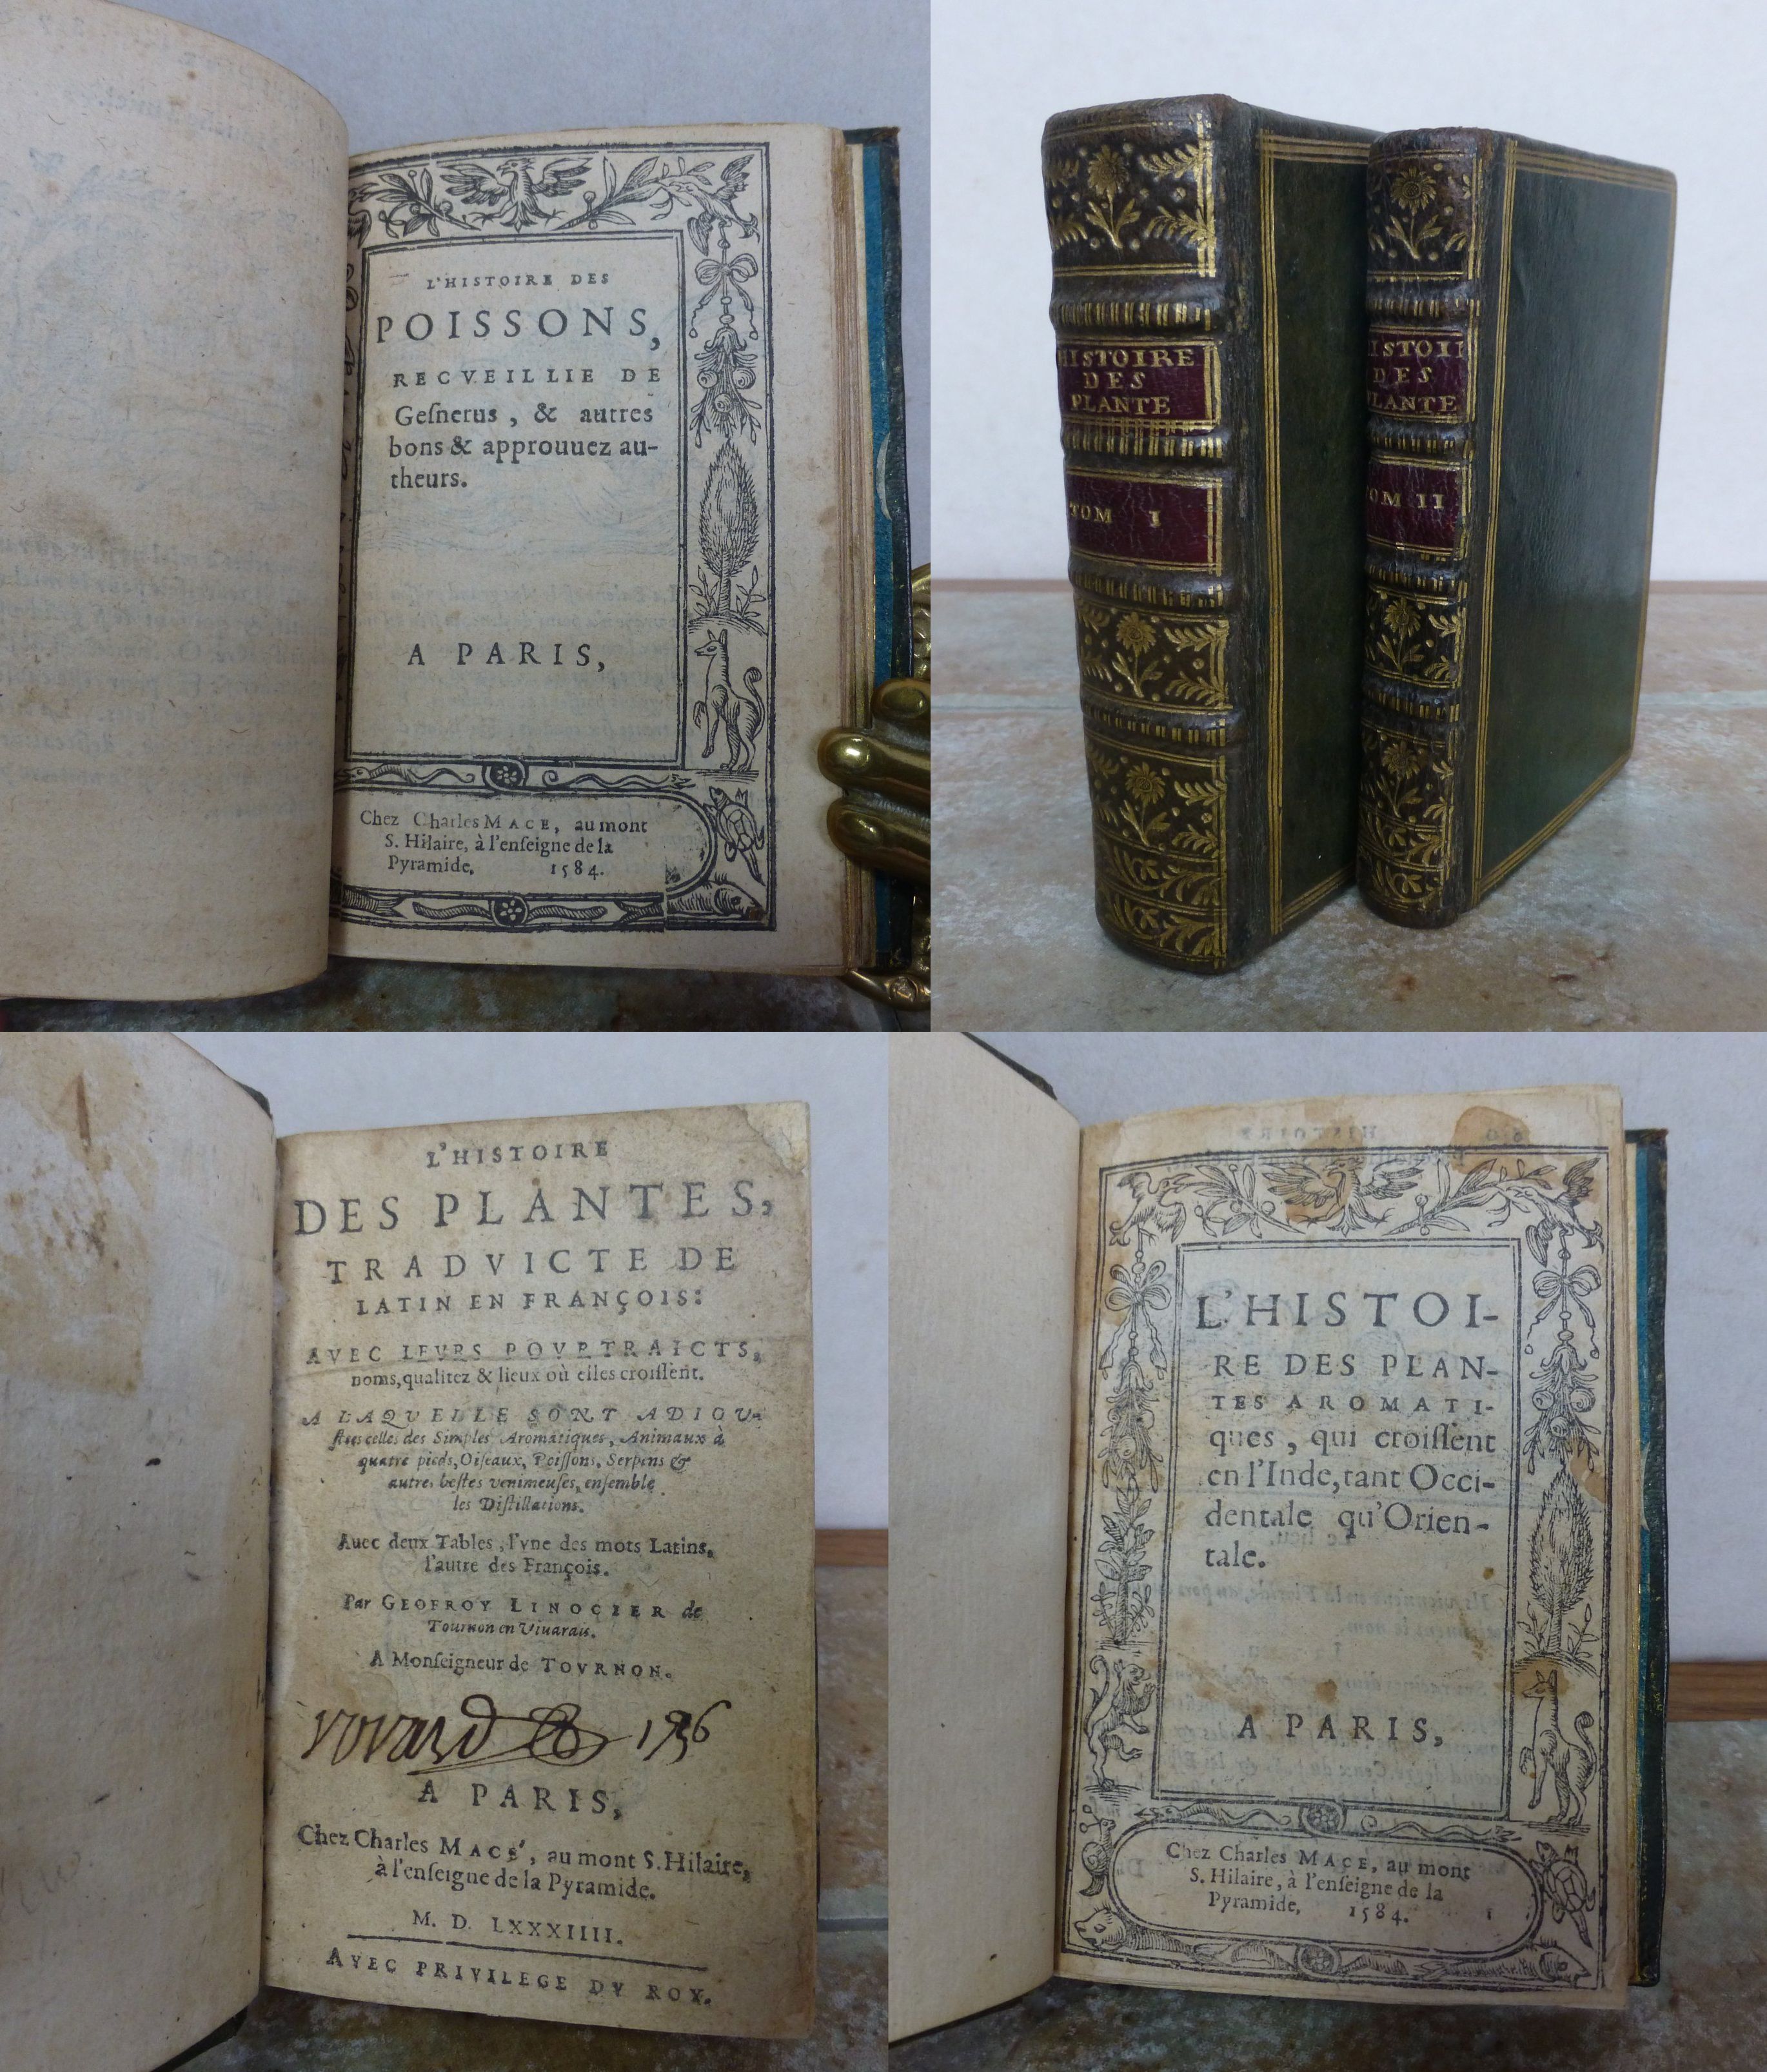 L'HISTOIRE DES
POISSONS,
RECVEILLIE DE
Geſnerus, & autres
bons & approuuez au-
theurs.
A PARIS,
Chez Charles MACE, au mont
S. Hilaire, à l'enſeigne de la
Pyramide. 1584.
HISTOIRE
DES
PLANTE
TOM I
DES
PLANTE
TOM II
L'HISTOIRE
DES PLANTES,
TRADVICTE DE
LATIN EN FRANÇOIS:
AVEC LEVRS POVRTRAICTS,
noms, qualitez & lieux où elles croiſſent.
A LAQVELLE SONT ADIOV-
ſtees celles des Simples Aromatiques, Animaux à
quatre pieds, Oiſeaux, Poiſſons, Serpens &
autres beſtes venimeuſes, enſemble
les Diſtillations.
Auec deux Tables, l'vne des mots Latins,
l'autre des François.
Par GEOFROY LINOCIER de
Tournon en Viuarais.
A Monſeigneur de TOVRNON.
A PARIS,
Chez Charles MACÉ, au mont S. Hilaire,
à l'enſeigne de la Pyramide.
M. D. LXXXIIII.
AVEC PRIVILEGE DV ROY.
L'HISTOI-
RE DES PLAN-
TES AROMATI-
ques, qui croiſſent
en l'Inde, tant Occi-
dentale qu'Orien-
tale.
A PARIS,
Chez Charles MACE, au mont
S. Hilaire, à l'enſeigne de la
Pyramide, 1584.